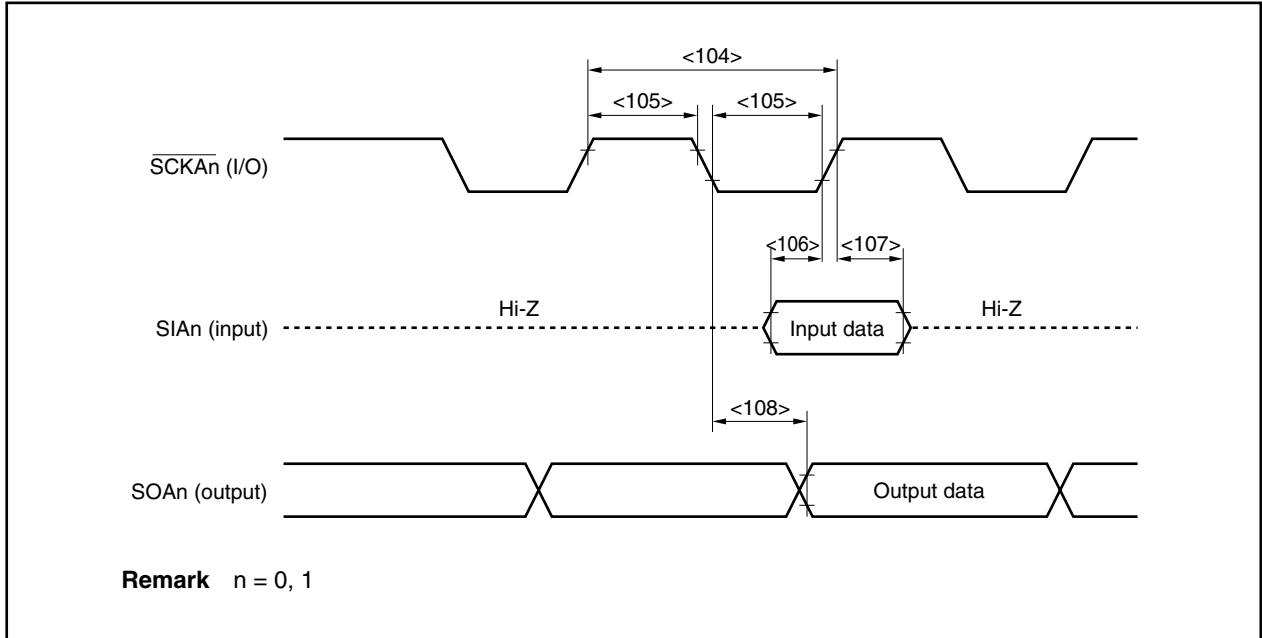 <104>
<105> <105>
SCKAn (I/O)
<106> <107>
Hi-Z Hi-Z
SIAn (input) Input data
<108>
SOAn (output) Output data
Remark n = 0, 1